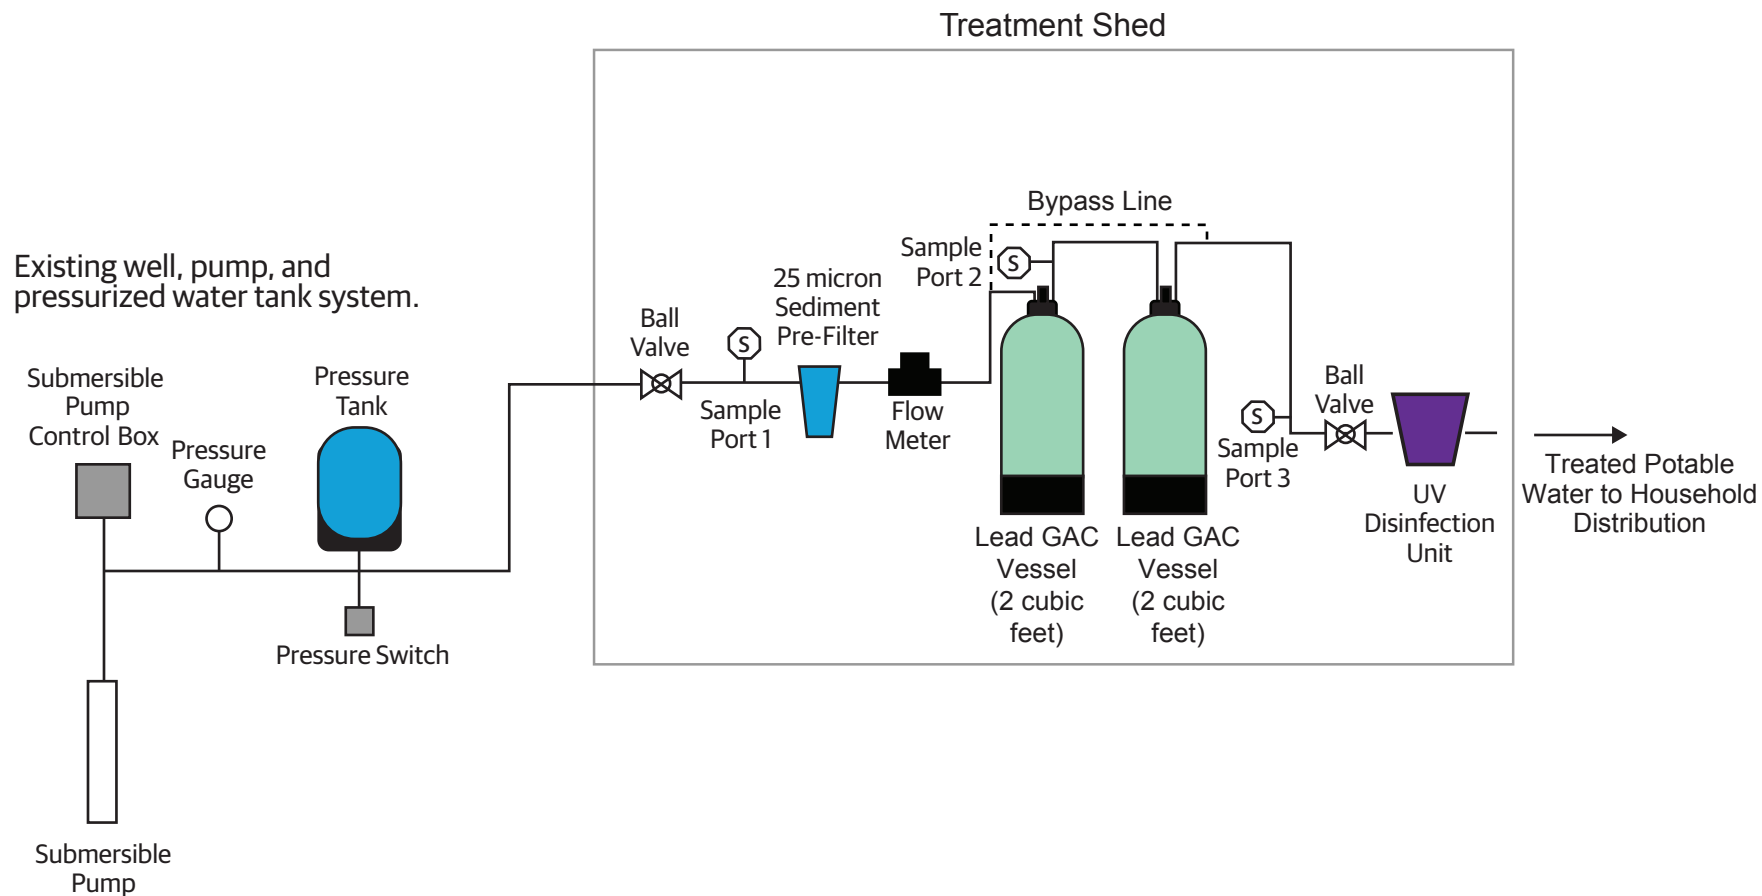 Treatment Shed
Existing well, pump, and
pressurized water tank system.
Submersible
Pump
Control Box
Pressure
Gauge
Pressure
Tank
Pressure Switch
Submersible
Pump
Ball
Valve
S
Sample
Port 1
25 micron
Sediment
Pre-Filter
Flow
Meter
Bypass Line
Sample
Port 2
S
Lead GAC
Vessel
(2 cubic
feet)
Lead GAC
Vessel
(2 cubic
feet)
S
Sample
Port 3
Ball
Valve
UV
Disinfection
Unit
Treated Potable
Water to Household
Distribution